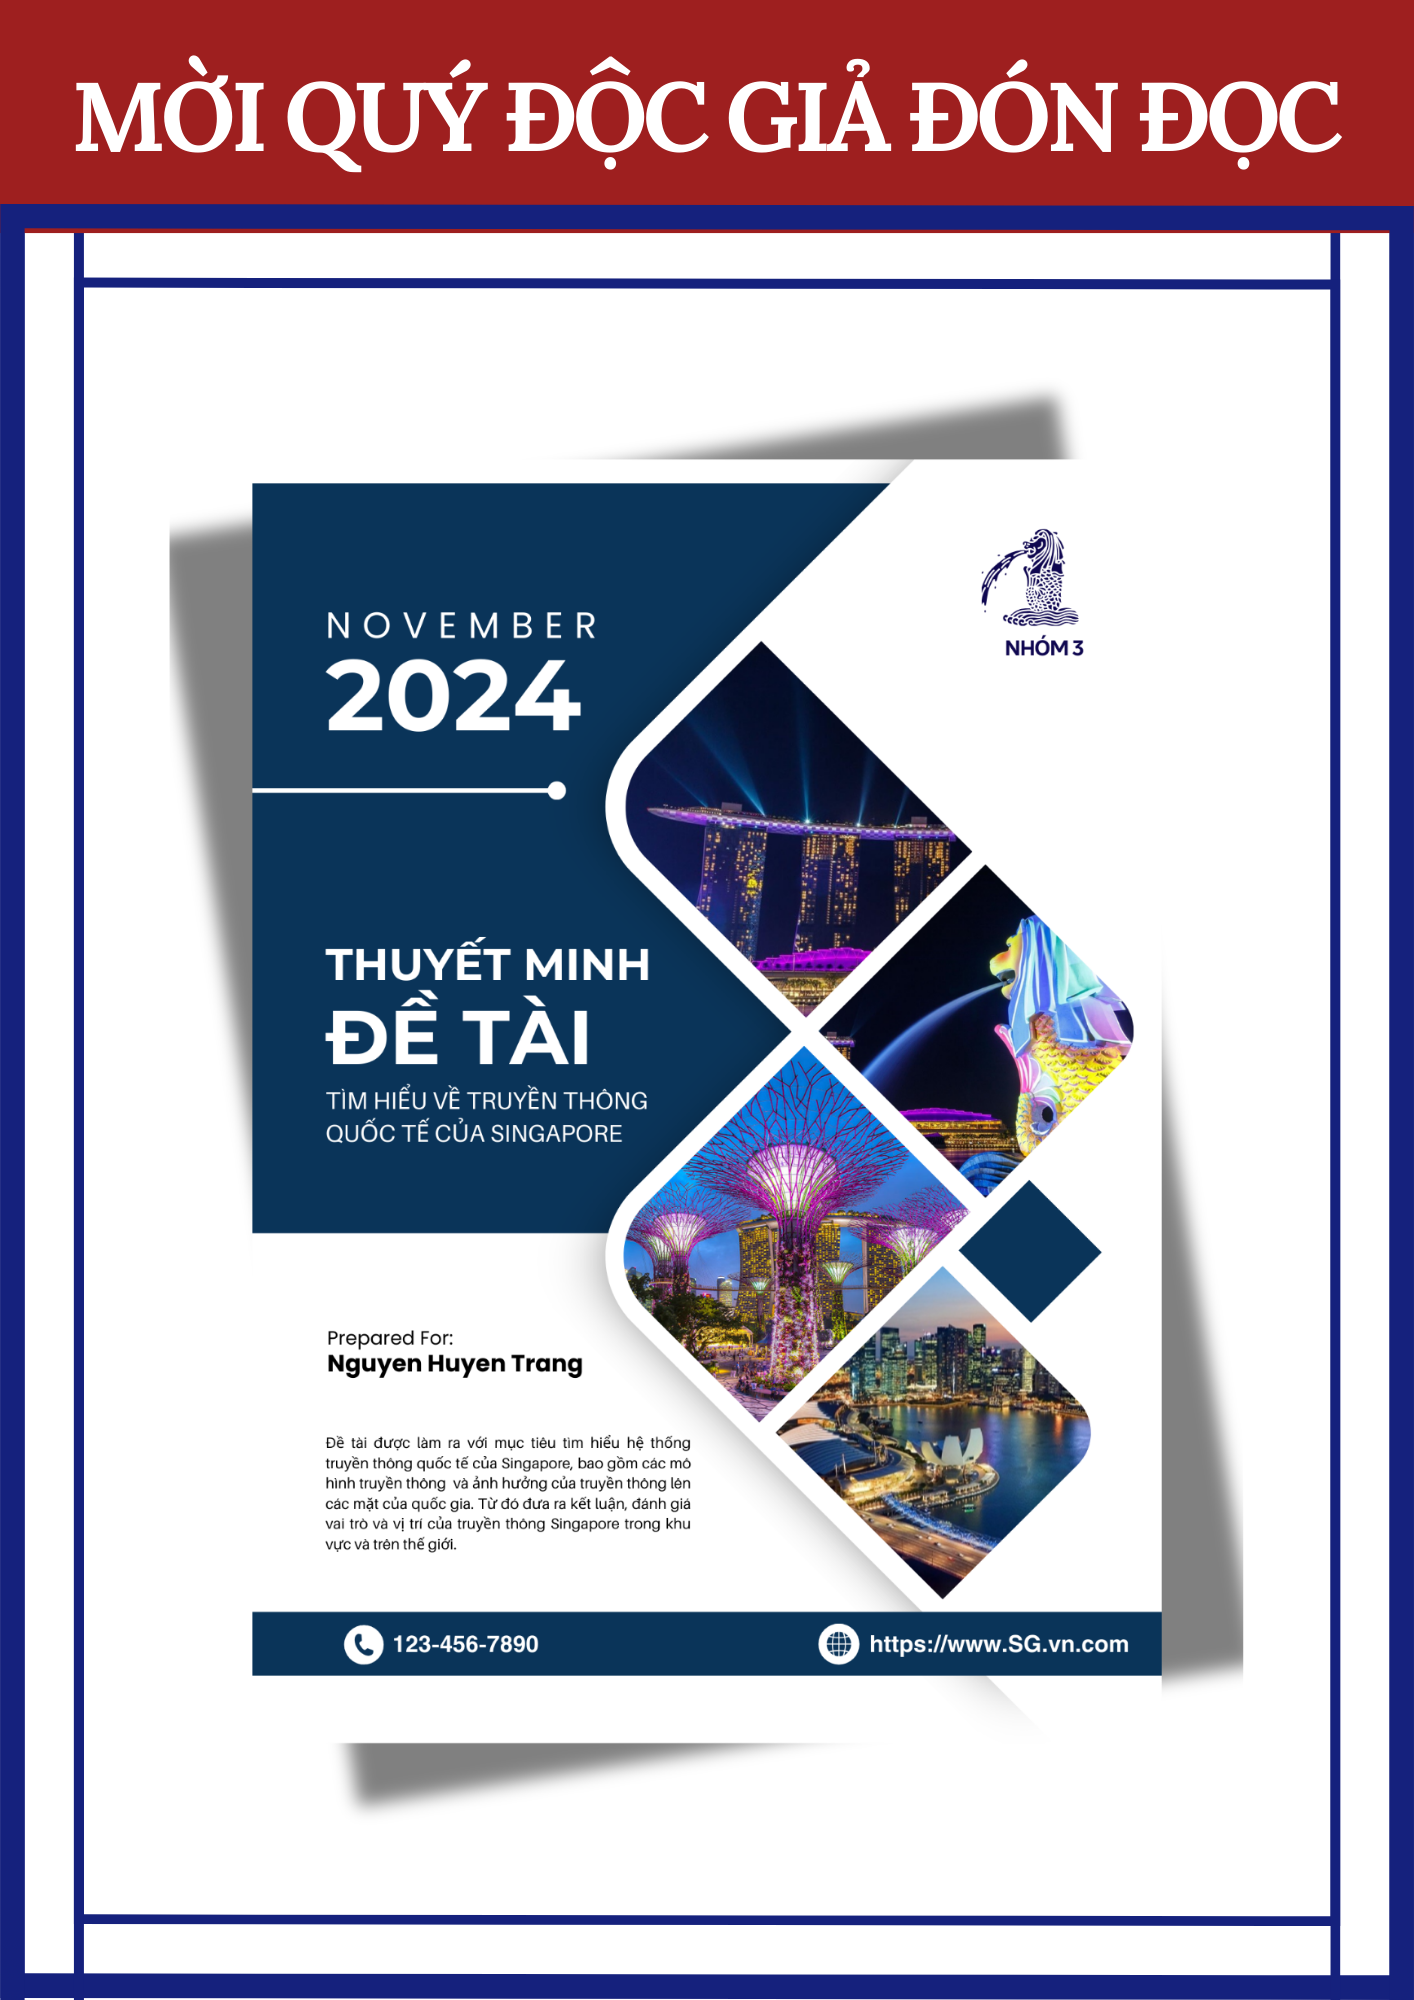 MỜI QUÝ ĐỘC GIẢ ĐÓN ĐỌC
NHÓM 3
NOVEMBER
2024
THUYẾT MINH
ĐỀ TÀI
TÌM HIỂU VỀ TRUYỀN THÔNG
QUỐC TẾ CỦA SINGAPORE
Prepared For:
Nguyen Huyen Trang
Đề tài được làm ra với mục tiêu tìm hiểu hệ thống
truyền thông quốc tế của Singapore, bao gồm các mô
hình truyền thông và ảnh hưởng của truyền thông lên
các mặt của quốc gia. Từ đó đưa ra kết luận, đánh giá
vai trò và vị trí của truyền thông Singapore trong khu
vực và trên thế giới.
123-456-7890
https://www.SG.vn.com